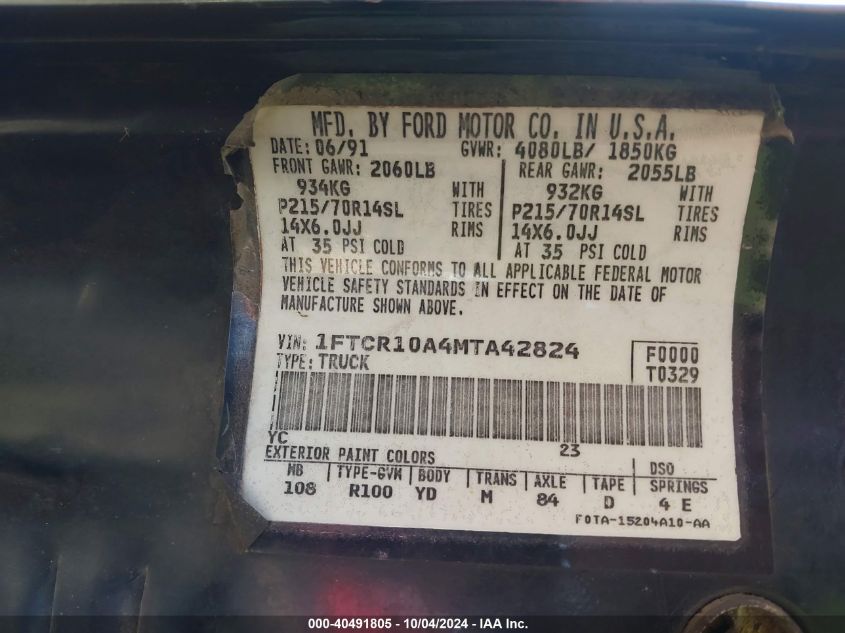 MFD. BY FORD MOTOR CO. IN U.S.A.
DATE: 06/91 GVWR: 4080LB/ 1850KG
FRONT GAWR: 2060LB REAR GAWR: 2055LB
934KG WITH 932KG WITH
P215/70R14SL TIRES P215/70R14SL TIRES
14X6.0JJ RIMS 14X6.0JJ RIMS
AT 35 PSI COLD AT 35 PSI COLD
THIS VEHICLE CONFORMS TO ALL APPLICABLE FEDERAL MOTOR
VEHICLE SAFETY STANDARDS IN EFFECT ON THE DATE OF
MANUFACTURE SHOWN ABOVE.
VIN: 1FTCR10A4MTA42824 F0000
TYPE: TRUCK T0329
YC 23
EXTERIOR PAINT COLORS DSO
WB TYPE-GVW BODY TRANS AXLE TAPE SPRINGS
108 R100 YD M 84 D 4 E
F0TA-15204A10-AA
000-40491805 - 10/04/2024 - IAA Inc.